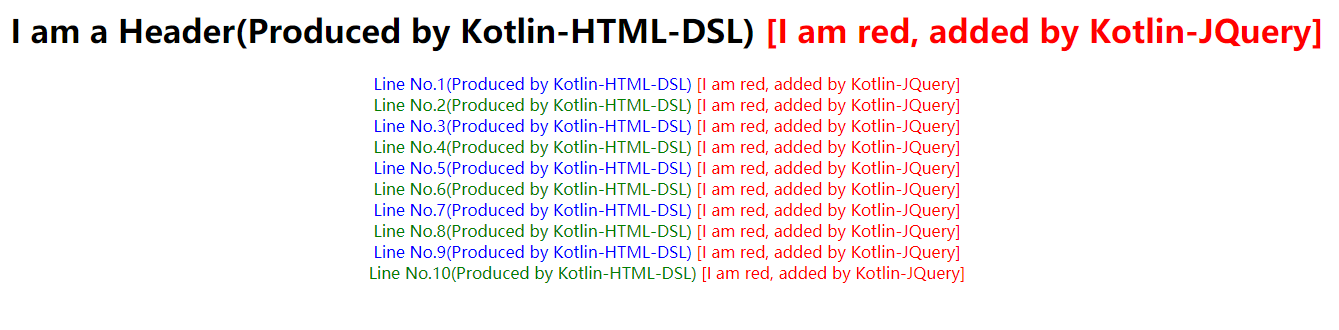 I am a Header(Produced by Kotlin-HTML-DSL) [I am red, added by Kotlin-JQuery]
Line No.1(Produced by Kotlin-HTML-DSL) [I am red, added by Kotlin-JQuery]
Line No.2(Produced by Kotlin-HTML-DSL) [I am red, added by Kotlin-JQuery]
Line No.3(Produced by Kotlin-HTML-DSL) [I am red, added by Kotlin-JQuery]
Line No.4(Produced by Kotlin-HTML-DSL) [I am red, added by Kotlin-JQuery]
Line No.5(Produced by Kotlin-HTML-DSL) [I am red, added by Kotlin-JQuery]
Line No.6(Produced by Kotlin-HTML-DSL) [I am red, added by Kotlin-JQuery]
Line No.7(Produced by Kotlin-HTML-DSL) [I am red, added by Kotlin-JQuery]
Line No.8(Produced by Kotlin-HTML-DSL) [I am red, added by Kotlin-JQuery]
Line No.9(Produced by Kotlin-HTML-DSL) [I am red, added by Kotlin-JQuery]
Line No.10(Produced by Kotlin-HTML-DSL) [I am red, added by Kotlin-JQuery]